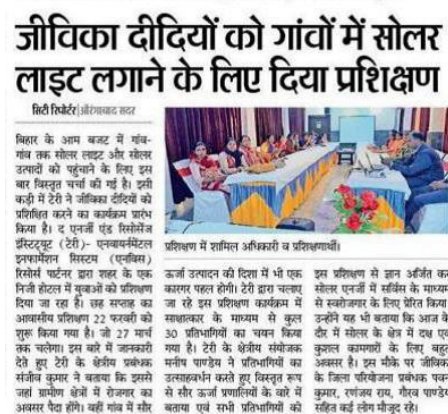 जीविका दीदियों को गांवों में सोलर
लाइट लगाने के लिए दिया प्रशिक्षण
सिटी रिपोर्टर|औरंगाबाद सदर
बिहार के आम बजट में गांव-
गांव तक सोलर लाइट और सोलर
उत्पादों को पहुंचाने के लिए इस
बार विस्तृत चर्चा की गई है। इसी
कड़ी में टेरी ने जीविका दीदियों को
प्रशिक्षित करने का कार्यक्रम प्रारंभ
किया है। द एनर्जी एंड रिसोर्सेज
इंस्टिट्यूट (टेरी)- एनवायर्नमेंटल
इनफार्मेशन सिस्टम (एनविस)
रिसोर्स पार्टनर द्वारा शहर के एक
निजी होटल में युवाओं को प्रशिक्षण
दिया जा रहा है। छह सप्ताह का
आवासीय प्रशिक्षण 22 फरवरी को
शुरू किया गया है। जो 27 मार्च
तक चलेगा। इस बारे में जानकारी
देते हुए टेरी के क्षेत्रीय प्रबंधक
संजीव कुमार ने बताया कि इससे
जहां ग्रामीण क्षेत्रों में रोजगार का
अवसर पैदा होंगे। वहीं गांव में सौर
प्रशिक्षण में शामिल अधिकारी व प्रशिक्षणार्थी।
ऊर्जा उत्पादन की दिशा में भी एक
कारगर पहल होगी। टेरी द्वारा चलाए
जा रहे इस प्रशिक्षण कार्यक्रम में
साक्षात्कार के माध्यम से कुल
30 प्रतिभागियों का चयन किया
गया है। टेरी के क्षेत्रीय संयोजक
मनीष पाण्डेय ने प्रतिभागियों का
उत्साहवर्धन करते हुए विस्तृत रूप
से सौर ऊर्जा प्रणालियों के बारे में
बताया एवं सभी प्रतिभागियों को
इस प्रशिक्षण से ज्ञान अर्जित कर
सोलर एनर्जी में सर्विस के माध्यम
से स्वरोजगार के लिए प्रेरित किया
उन्होंने यह भी बताया कि आज के
दौर में सोलर के क्षेत्र में दक्ष एवं
कुशल कामगारों के लिए बहुत
अवसर है। इस मौके पर जीविका
के जिला परियोजना प्रबंधक पवन
कुमार, रणंजय राय, गौरव पाण्डेय
सहित कई लोग मौजूद रहे।